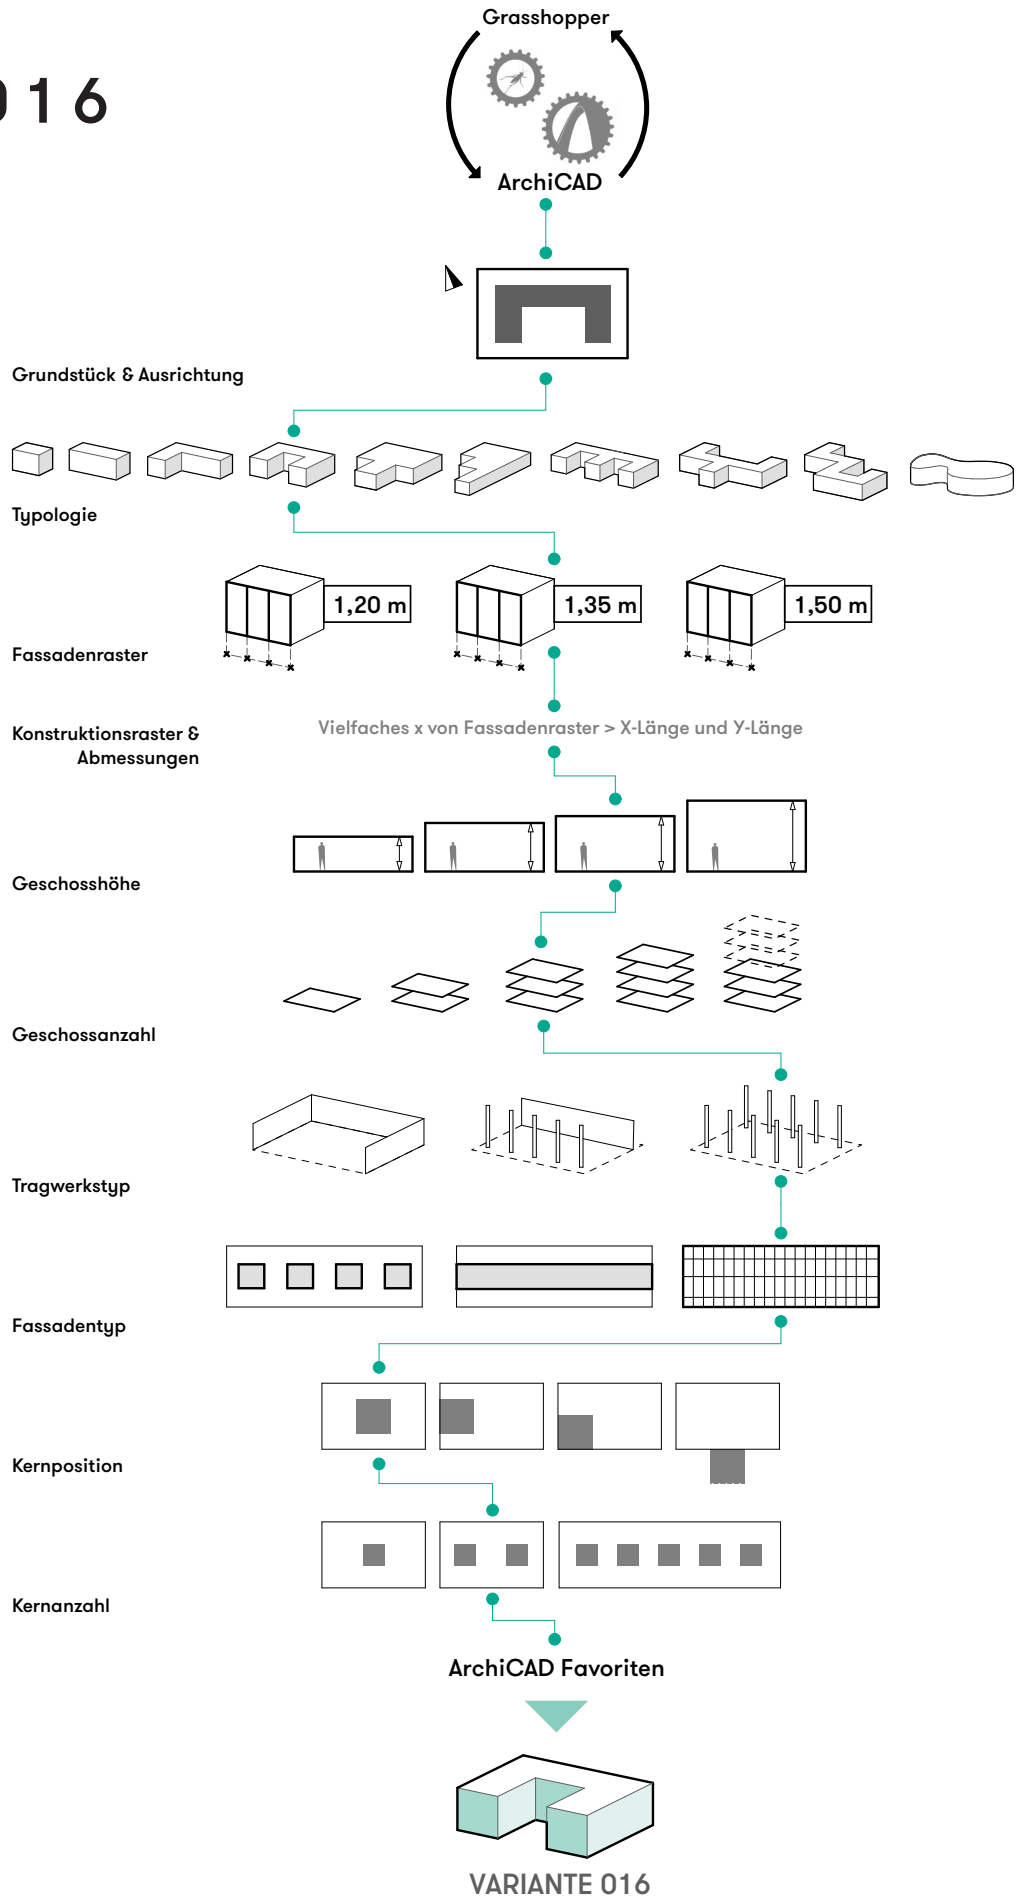 Grasshopper
016
ArchiCAD
Grundstück & Ausrichtung
Typologie
1,20 m
1,35 m
1,50 m
Fassadenraster
Konstruktionsraster &
Abmessungen
Vielfaches x von Fassadenraster > X-Länge und Y-Länge
Geschosshöhe
Geschossanzahl
Tragwerkstyp
Fassadentyp
Kernposition
Kernanzahl
ArchiCAD Favoriten
VARIANTE 016